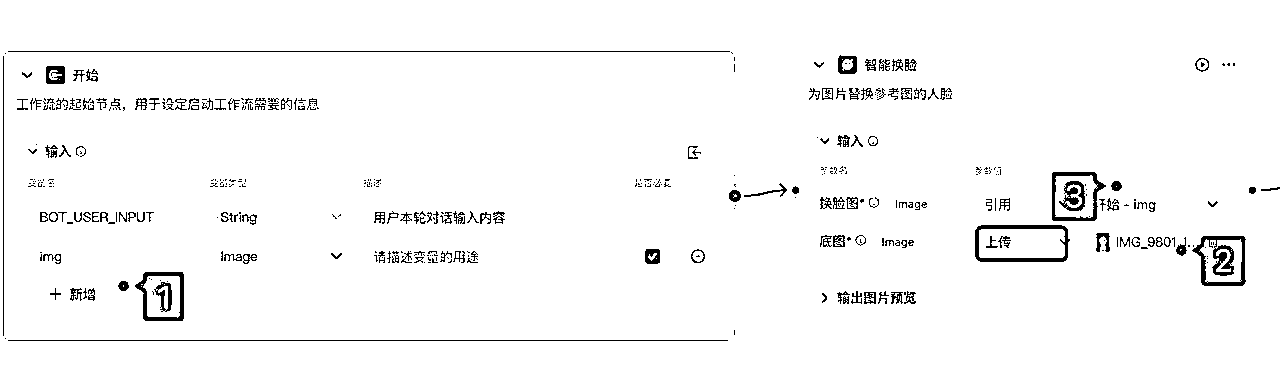 开始
工作流的起始节点，用于设定启动工作流需要的信息
输入
变量名 变量类型 描述 是否必要
BOT_USER_INPUT String 用户本轮对话输入内容
img Image 请描述变量的用途
+ 新增
1
智能换脸
为图片替换参考图的人脸
输入
参数名 参数值
3
换脸图* Image 引用 开始 - img
底图* Image 上传 IMG_9801.j...
2
输出图片预览